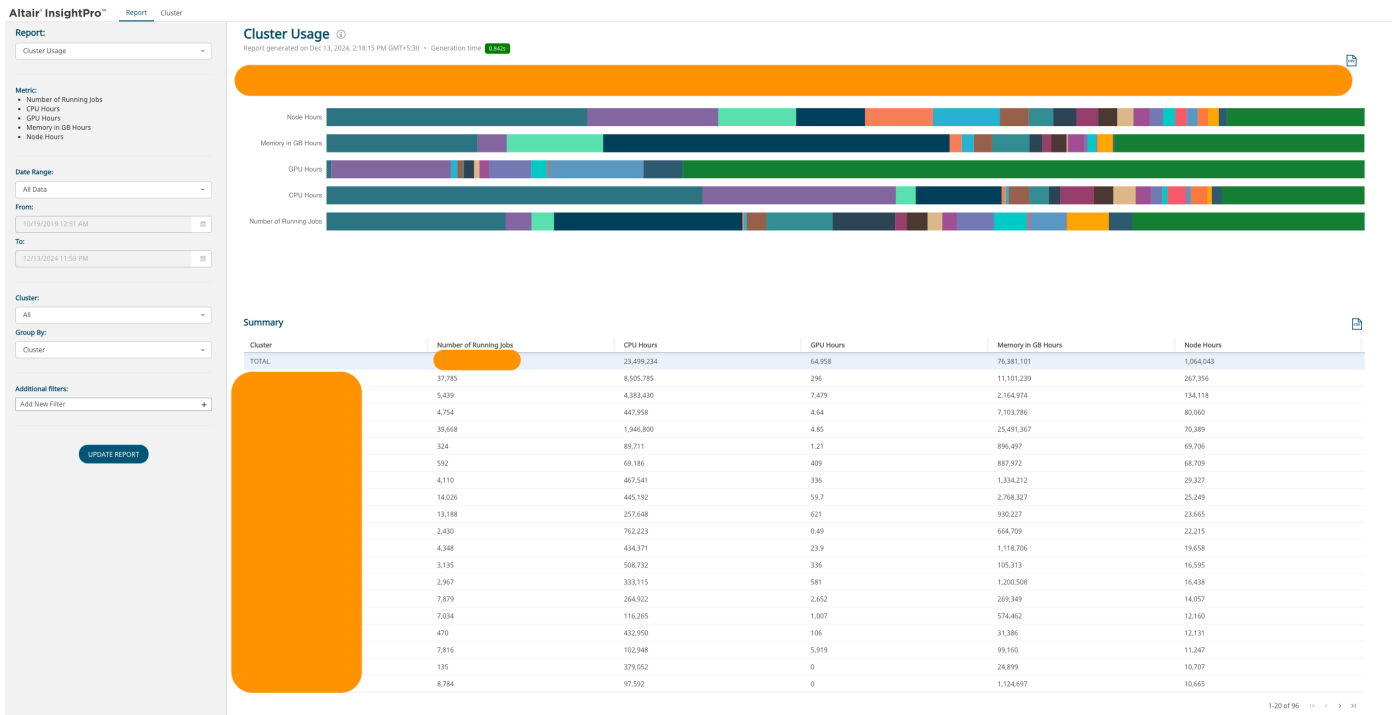 Altair® InsightPro™ Report Cluster
Report:
Cluster Usage
Metric:
• Number of Running Jobs
• CPU Hours
• GPU Hours
• Memory in GB Hours
• Node Hours
Date Range:
All Data
From:
10/19/2019 12:51 AM
To:
12/13/2024 11:59 PM
Cluster:
All
Group By:
Cluster
Additional filters:
Add New Filter +
UPDATE REPORT
Cluster Usage
Report generated on Dec 13, 2024, 2:18:15 PM GMT+5:30 • Generation time 0.842s
Node Hours
Memory in GB Hours
GPU Hours
CPU Hours
Number of Running Jobs
Summary
Cluster Number of Running Jobs CPU Hours GPU Hours Memory in GB Hours Node Hours
TOTAL 23,499,234 64,958 76,381,101 1,064,043
37,785 8,505,785 296 11,101,239 267,356
5,439 4,383,430 7,479 2,164,974 134,118
4,754 447,958 4.64 7,103,786 80,060
39,668 1,946,800 4.85 25,491,367 70,389
324 89,711 1.21 896,497 69,706
592 69,186 409 887,972 68,709
4,110 467,541 336 1,334,212 29,327
14,026 445,192 59.7 2,768,327 25,249
13,188 257,648 621 930,227 23,665
2,430 762,223 0.49 664,709 22,215
4,348 434,371 23.9 1,118,706 19,658
3,135 508,732 336 105,313 16,595
2,967 333,115 581 1,200,508 16,438
7,879 264,922 2,652 269,349 14,057
7,034 116,265 1,007 574,462 12,160
470 432,950 106 31,386 12,131
7,816 102,948 5,919 99,160 11,247
135 379,052 0 24,899 10,707
8,784 97,592 0 1,124,697 10,665
1-20 of 96